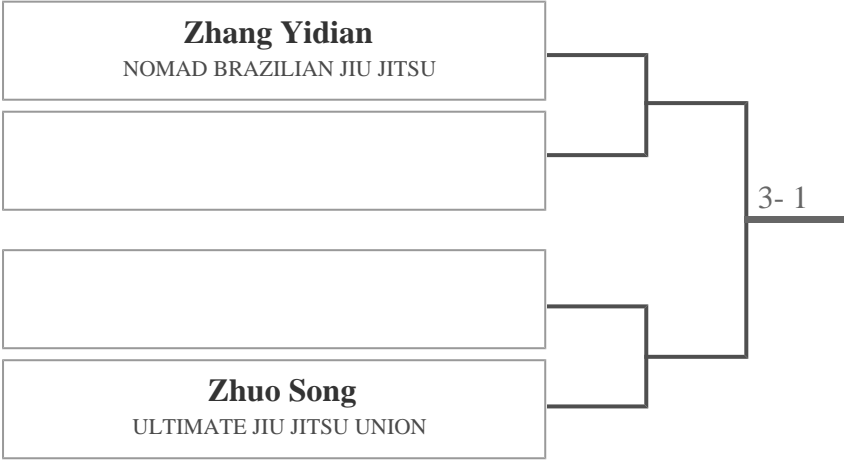 Zhang Yidian
NOMAD BRAZILIAN JIU JITSU
3- 1
Zhuo Song
ULTIMATE JIU JITSU UNION